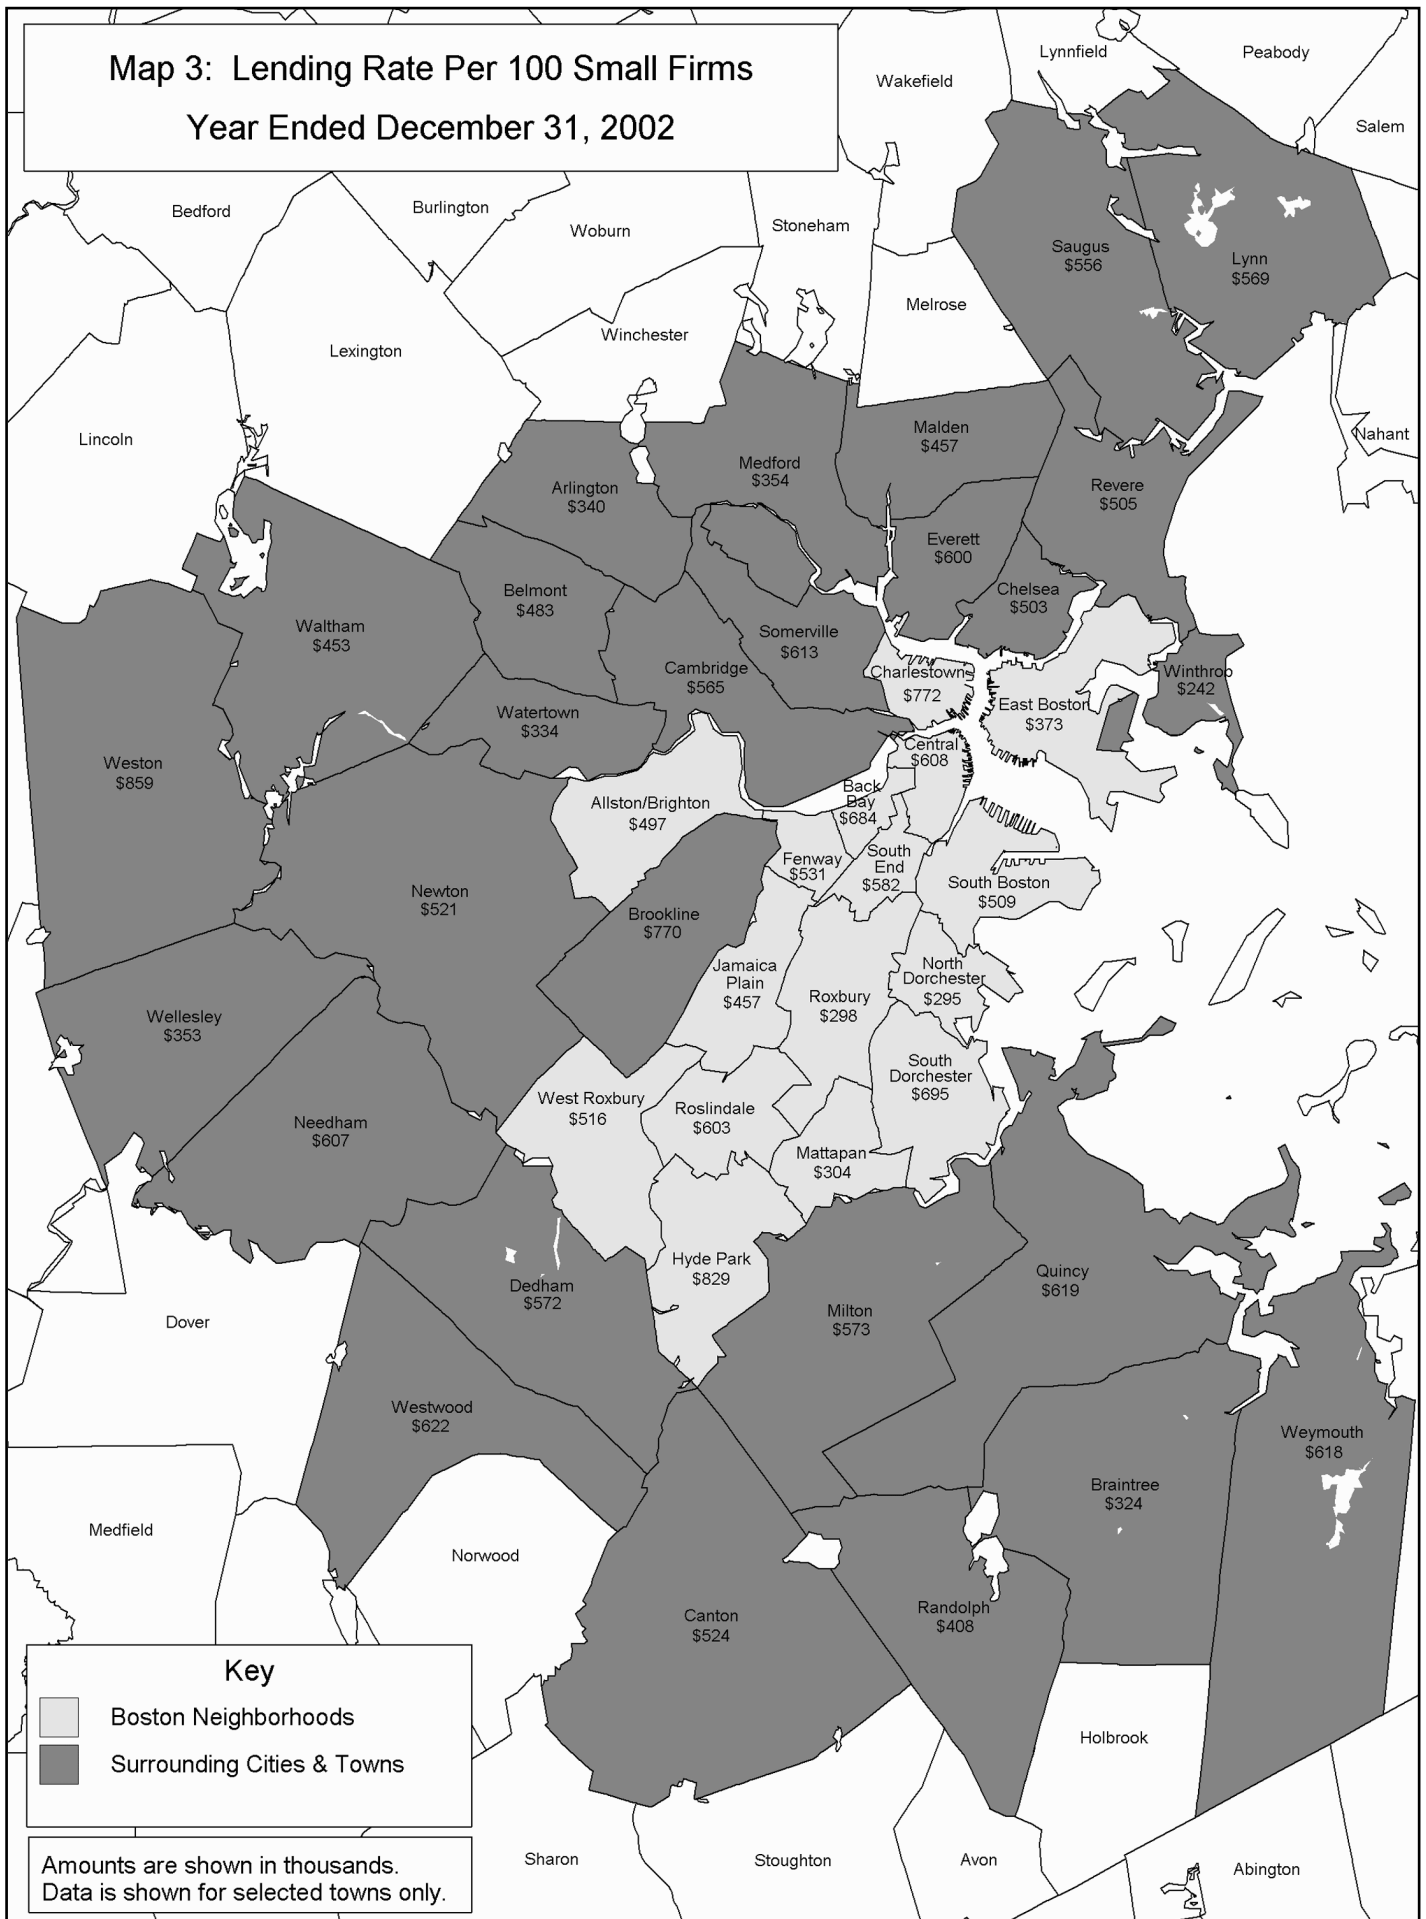 Map 3: Lending Rate Per 100 Small Firms
Year Ended December 31, 2002
Lynnfield
Peabody
Wakefield
Salem
Bedford
Burlington
Woburn
Stoneham
Saugus
$556
Lynn
$569
Melrose
Winchester
Lexington
Lincoln
Nahant
Malden
$457
Medford
$354
Arlington
$340
Revere
$505
Everett
$600
Chelsea
$503
Belmont
$483
Waltham
$453
Somerville
$613
Cambridge
$565
Charlestown
$772
Winthrop
$242
East Boston
$373
Watertown
$334
Central
$608
Weston
$859
Back
Bay
$684
Allston/Brighton
$497
South
End
$582
Fenway
$531
South Boston
$509
Newton
$521
Brookline
$770
Jamaica
Plain
$457
North
Dorchester
$295
Roxbury
$298
Wellesley
$353
South
Dorchester
$695
West Roxbury
$516
Roslindale
$603
Needham
$607
Mattapan
$304
Hyde Park
$829
Quincy
$619
Dedham
$572
Milton
$573
Dover
Westwood
$622
Weymouth
$618
Braintree
$324
Medfield
Norwood
Canton
$524
Randolph
$408
Holbrook
Key
Boston Neighborhoods
Surrounding Cities & Towns
Amounts are shown in thousands.
Data is shown for selected towns only.
Sharon
Stoughton
Avon
Abington